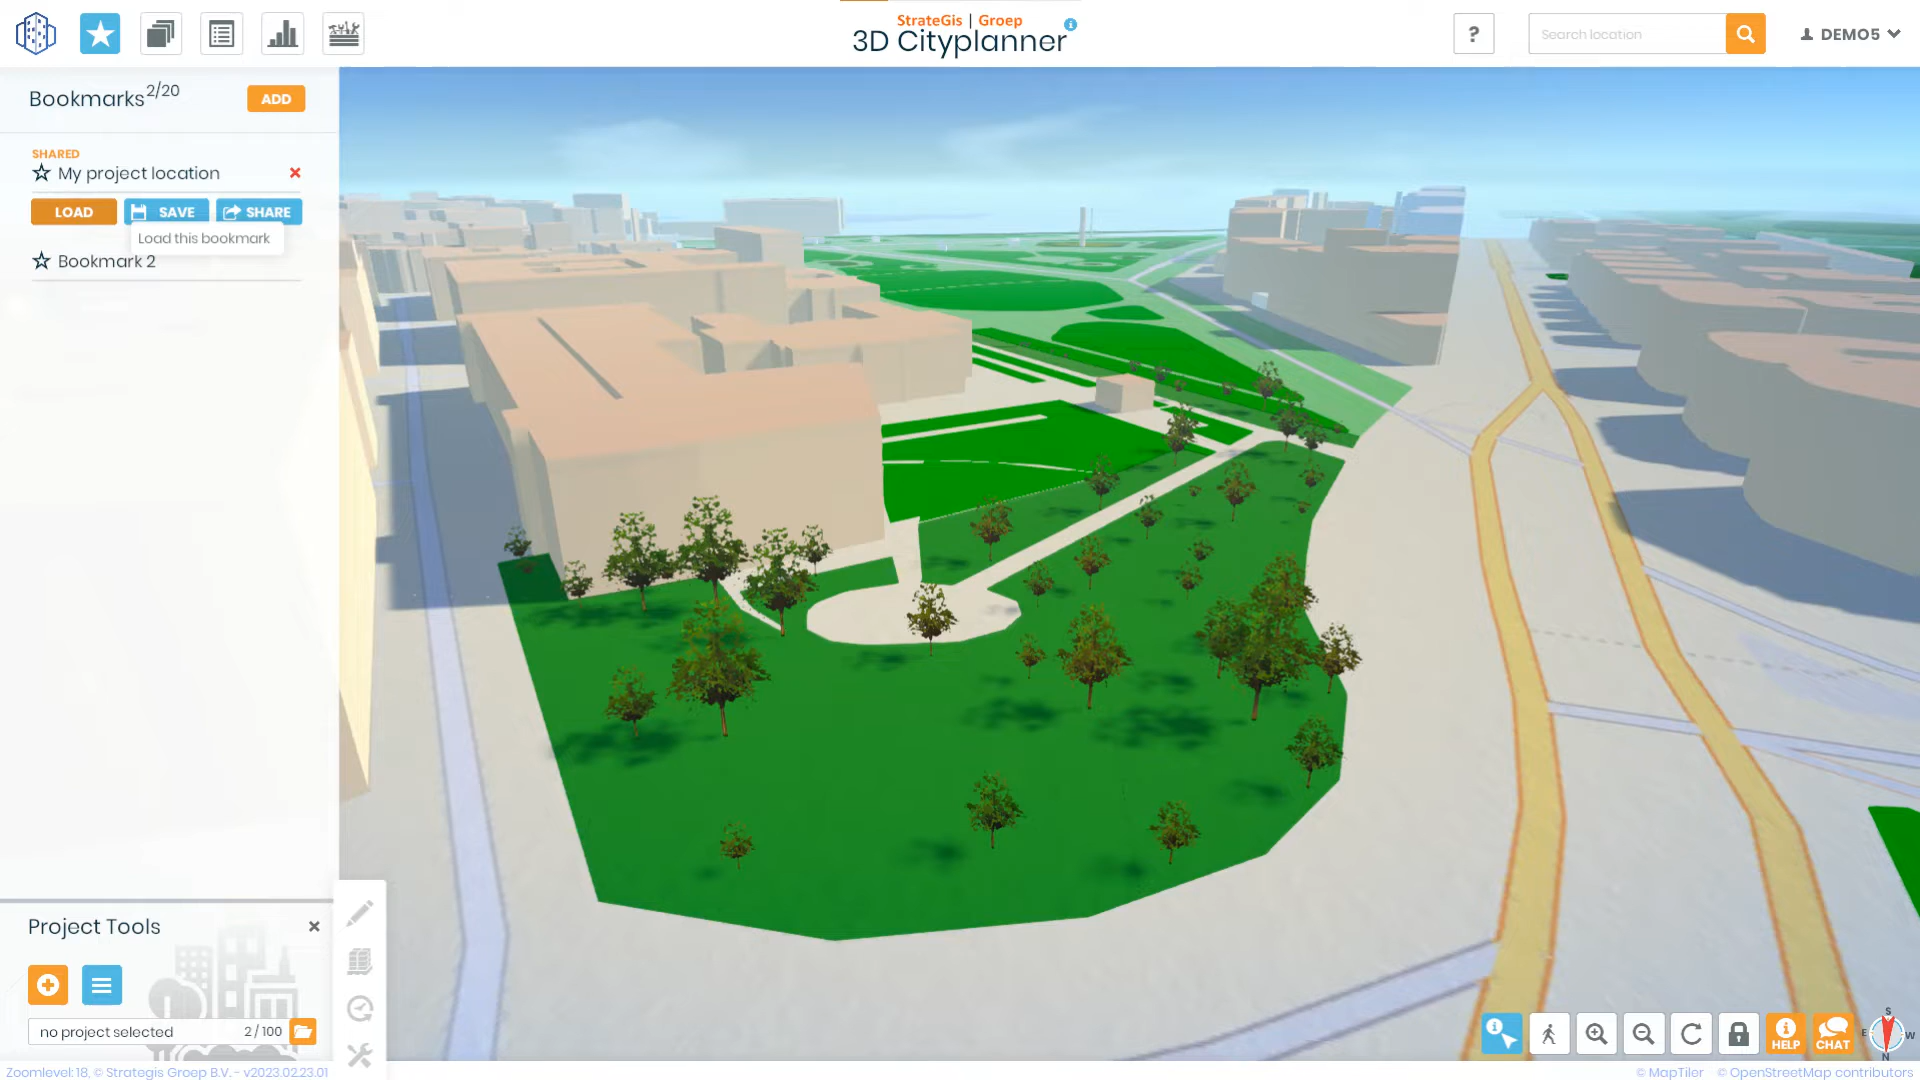 StrateGis | Groep
3D Cityplanner
?
Search location
DEMO5
Bookmarks 2/20
ADD
SHARED
My project location
LOAD
SAVE
SHARE
Load this bookmark
Bookmark 2
Project Tools
no project selected
2 / 100
HELP
CHAT
S
E
W
N
Zoomlevel: 18, © Strategis Groep B.V. - v2023.02.23.01
© MapTiler © OpenStreetMap contributors